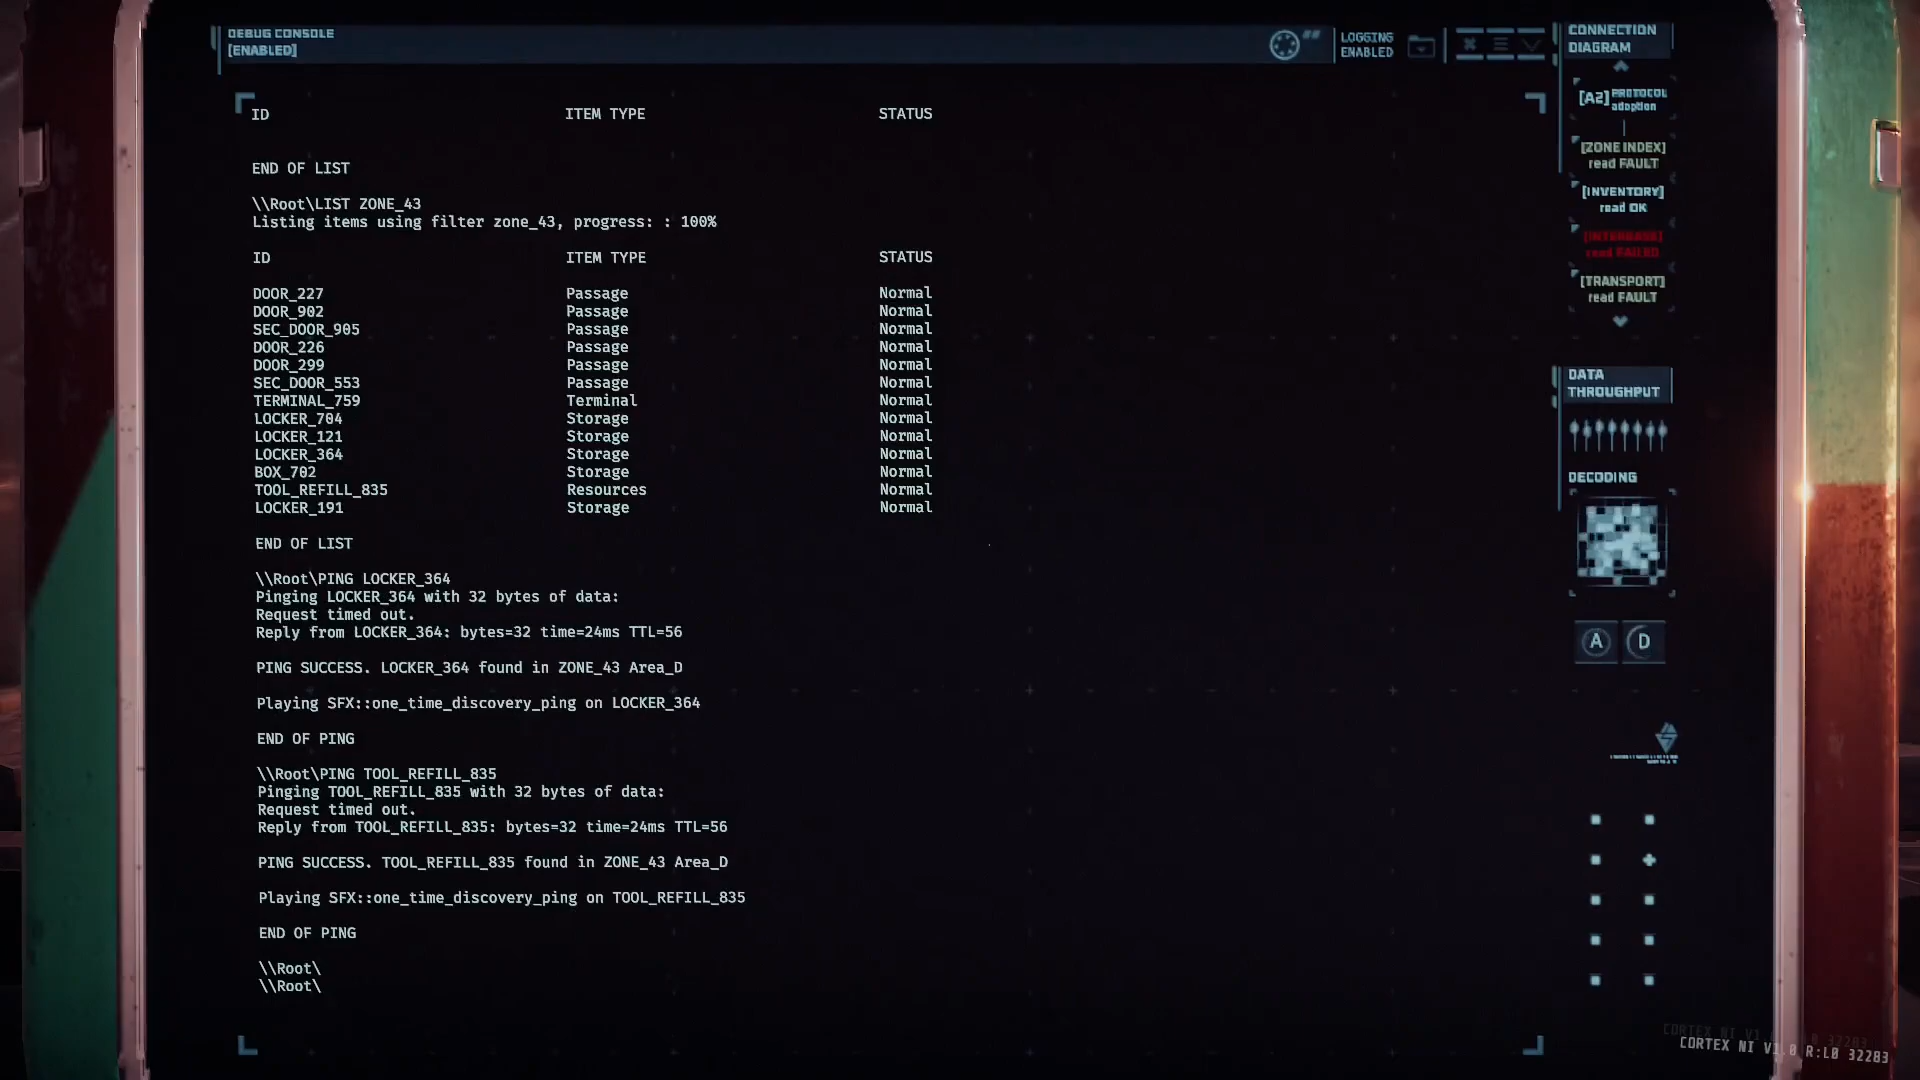 DEBUG CONSOLE
[ENABLED]
LOGGING
ENABLED
ID ITEM TYPE STATUS
END OF LIST
\\Root\LIST ZONE_43
Listing items using filter zone_43, progress: : 100%
ID ITEM TYPE STATUS
DOOR_227 Passage Normal
DOOR_902 Passage Normal
SEC_DOOR_905 Passage Normal
DOOR_226 Passage Normal
DOOR_299 Passage Normal
SEC_DOOR_553 Passage Normal
TERMINAL_759 Terminal Normal
LOCKER_704 Storage Normal
LOCKER_121 Storage Normal
LOCKER_364 Storage Normal
BOX_702 Storage Normal
TOOL_REFILL_835 Resources Normal
LOCKER_191 Storage Normal
END OF LIST
\\Root\PING LOCKER_364
Pinging LOCKER_364 with 32 bytes of data:
Request timed out.
Reply from LOCKER_364: bytes=32 time=24ms TTL=56
PING SUCCESS. LOCKER_364 found in ZONE_43 Area_D
Playing SFX::one_time_discovery_ping on LOCKER_364
END OF PING
\\Root\PING TOOL_REFILL_835
Pinging TOOL_REFILL_835 with 32 bytes of data:
Request timed out.
Reply from TOOL_REFILL_835: bytes=32 time=24ms TTL=56
PING SUCCESS. TOOL_REFILL_835 found in ZONE_43 Area_D
Playing SFX::one_time_discovery_ping on TOOL_REFILL_835
END OF PING
\\Root\
\\Root\
CONNECTION
DIAGRAM
[A2] PROTOCOL
adoption
[ZONE INDEX]
read FAULT
[INVENTORY]
read OK
[INTERBASE]
read FAILED
[TRANSPORT]
read FAULT
DATA
THROUGHPUT
DECODING
A D
CORTEX NI V1.0 R:L0 32283